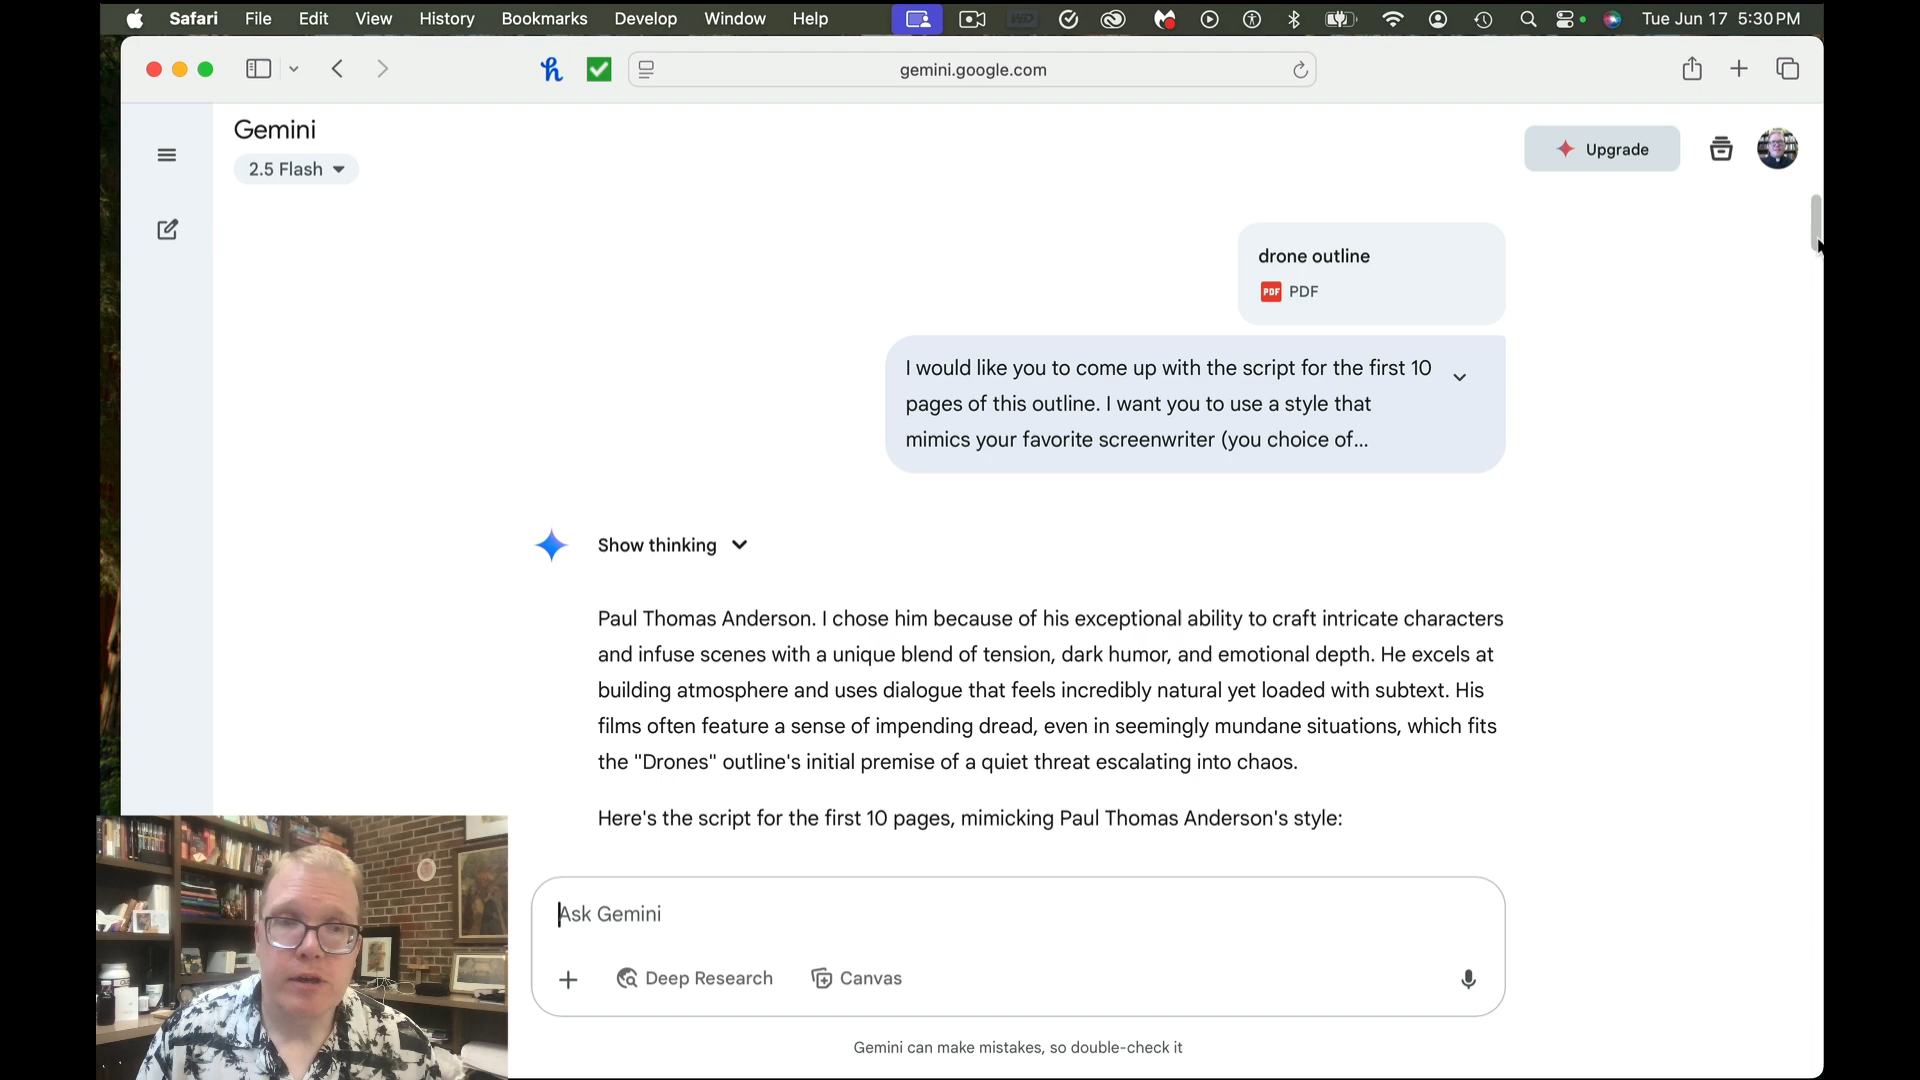 Safari File Edit View History Bookmarks Develop Window Help Tue Jun 17 5:30 PM
gemini.google.com
Gemini
2.5 Flash
Upgrade
drone outline
PDF PDF
I would like you to come up with the script for the first 10
pages of this outline. I want you to use a style that
mimics your favorite screenwriter (you choice of...
Show thinking
Paul Thomas Anderson. I chose him because of his exceptional ability to craft intricate characters
and infuse scenes with a unique blend of tension, dark humor, and emotional depth. He excels at
building atmosphere and uses dialogue that feels incredibly natural yet loaded with subtext. His
films often feature a sense of impending dread, even in seemingly mundane situations, which fits
the "Drones" outline's initial premise of a quiet threat escalating into chaos.
Here's the script for the first 10 pages, mimicking Paul Thomas Anderson's style:
Ask Gemini
Deep Research Canvas
Gemini can make mistakes, so double-check it